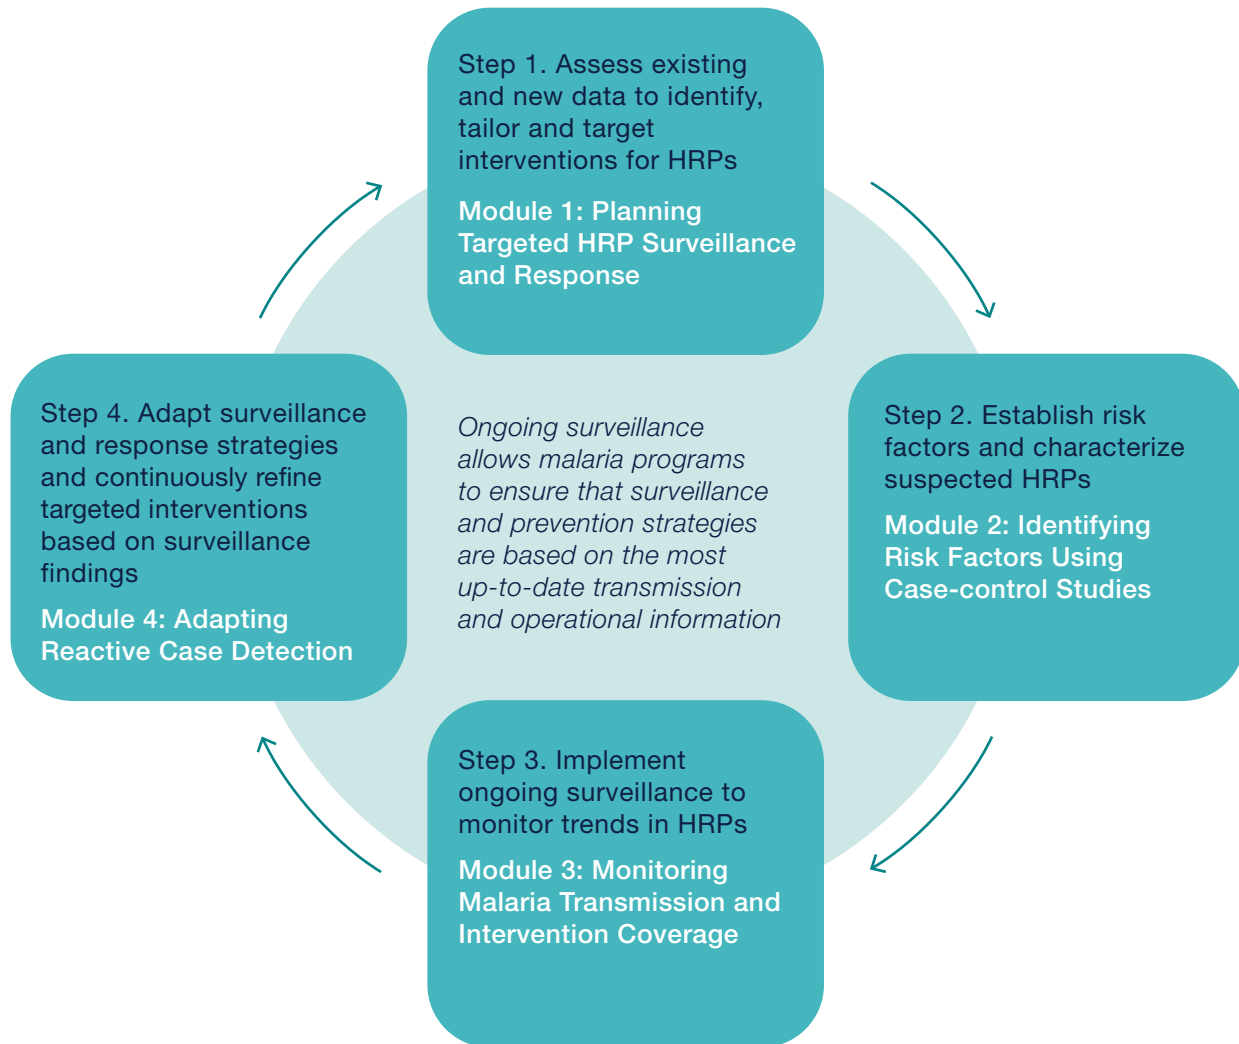 Step 1. Assess existing
and new data to identify,
tailor and target
interventions for HRPs
Module 1: Planning
Targeted HRP Surveillance
and Response
Step 2. Establish risk
factors and characterize
suspected HRPs
Module 2: Identifying
Risk Factors Using
Case-control Studies
Step 3. Implement
ongoing surveillance to
monitor trends in HRPs
Module 3: Monitoring
Malaria Transmission and
Intervention Coverage
Step 4. Adapt surveillance
and response strategies
and continuously refine
targeted interventions
based on surveillance
findings
Module 4: Adapting
Reactive Case Detection
Ongoing surveillance
allows malaria programs
to ensure that surveillance
and prevention strategies
are based on the most
up-to-date transmission
and operational information